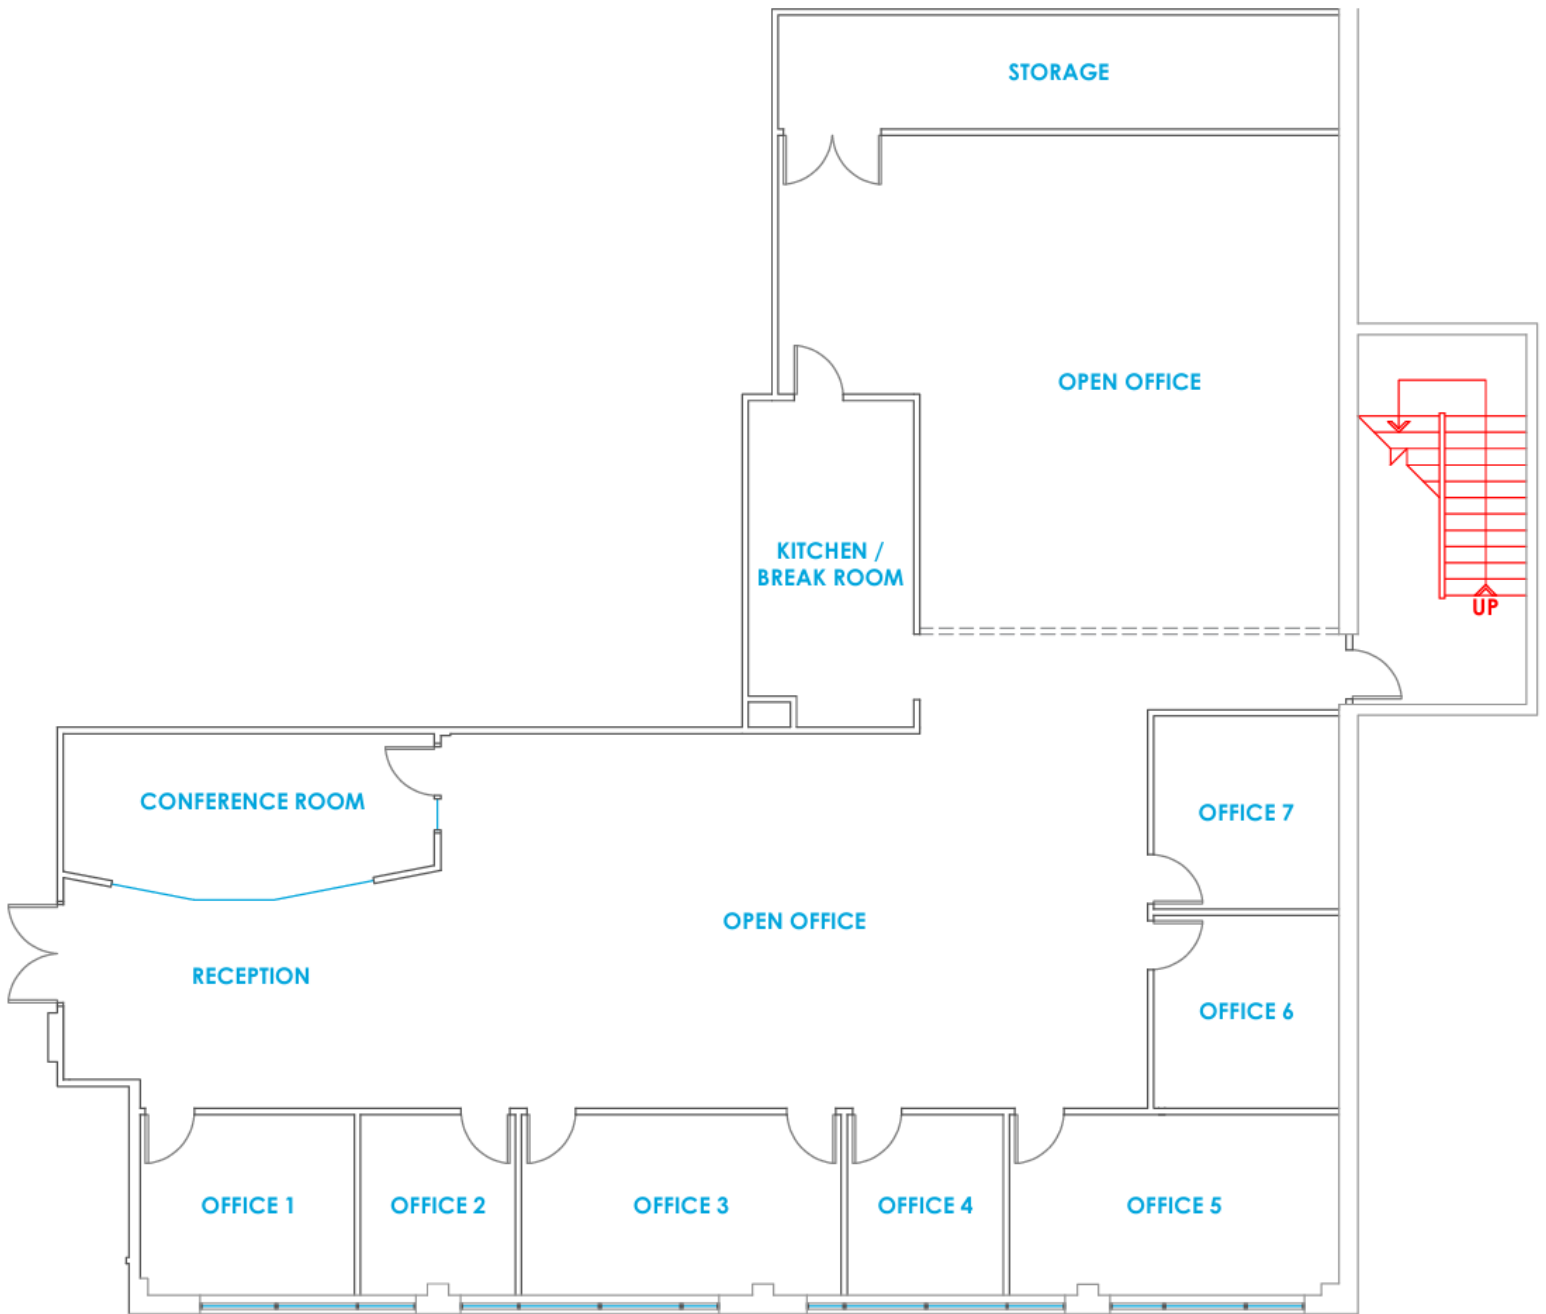 STORAGE
OPEN OFFICE
KITCHEN /
BREAK ROOM
UP
CONFERENCE ROOM
OFFICE 7
OPEN OFFICE
RECEPTION
OFFICE 6
OFFICE 1
OFFICE 2
OFFICE 3
OFFICE 4
OFFICE 5